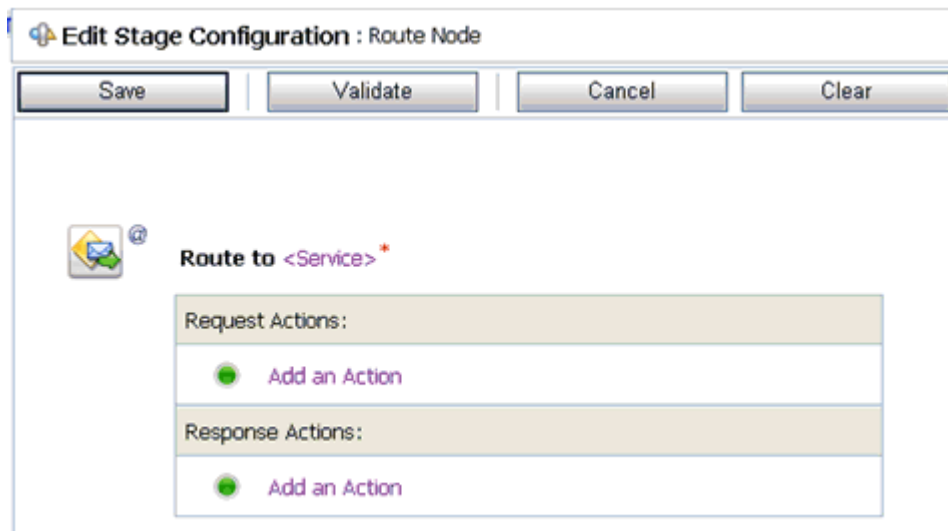 Edit Stage Configuration : Route Node
Save Validate Cancel Clear
@
Route to <Service>*
Request Actions:
Add an Action
Response Actions:
Add an Action